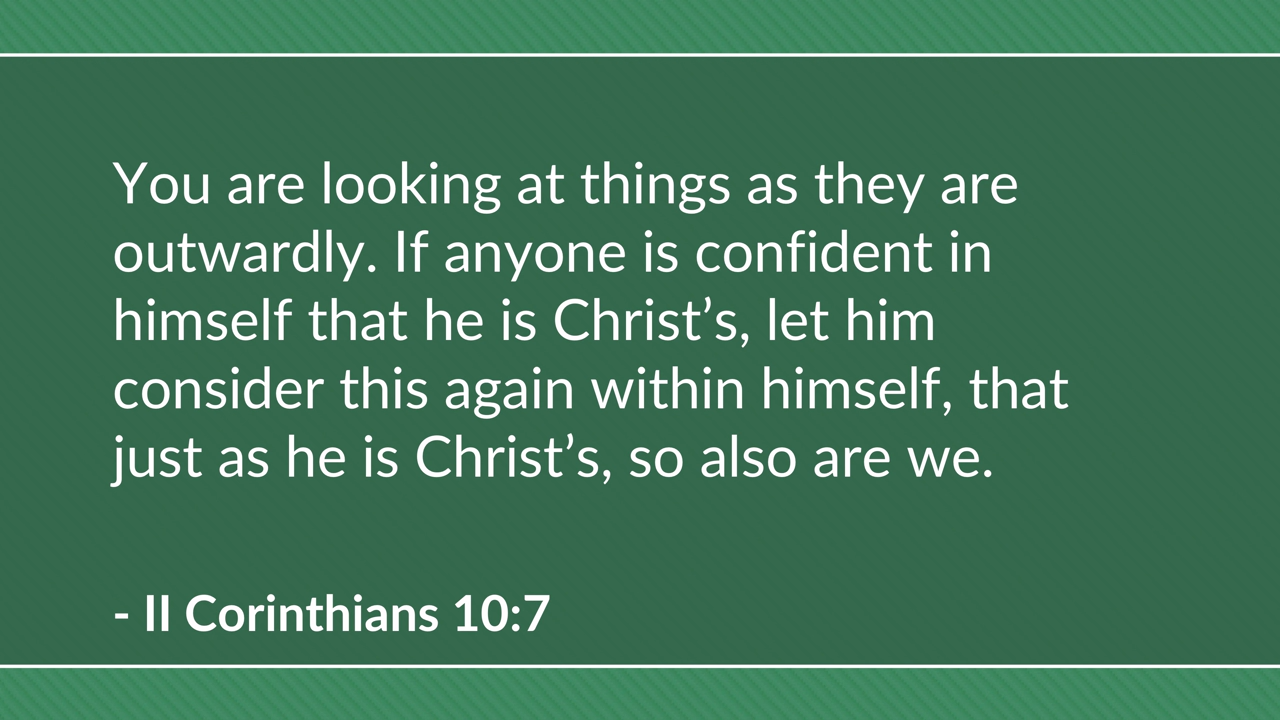 You are looking at things as they are
outwardly. If anyone is confident in
himself that he is Christ’s, let him
consider this again within himself, that
just as he is Christ’s, so also are we.
- II Corinthians 10:7